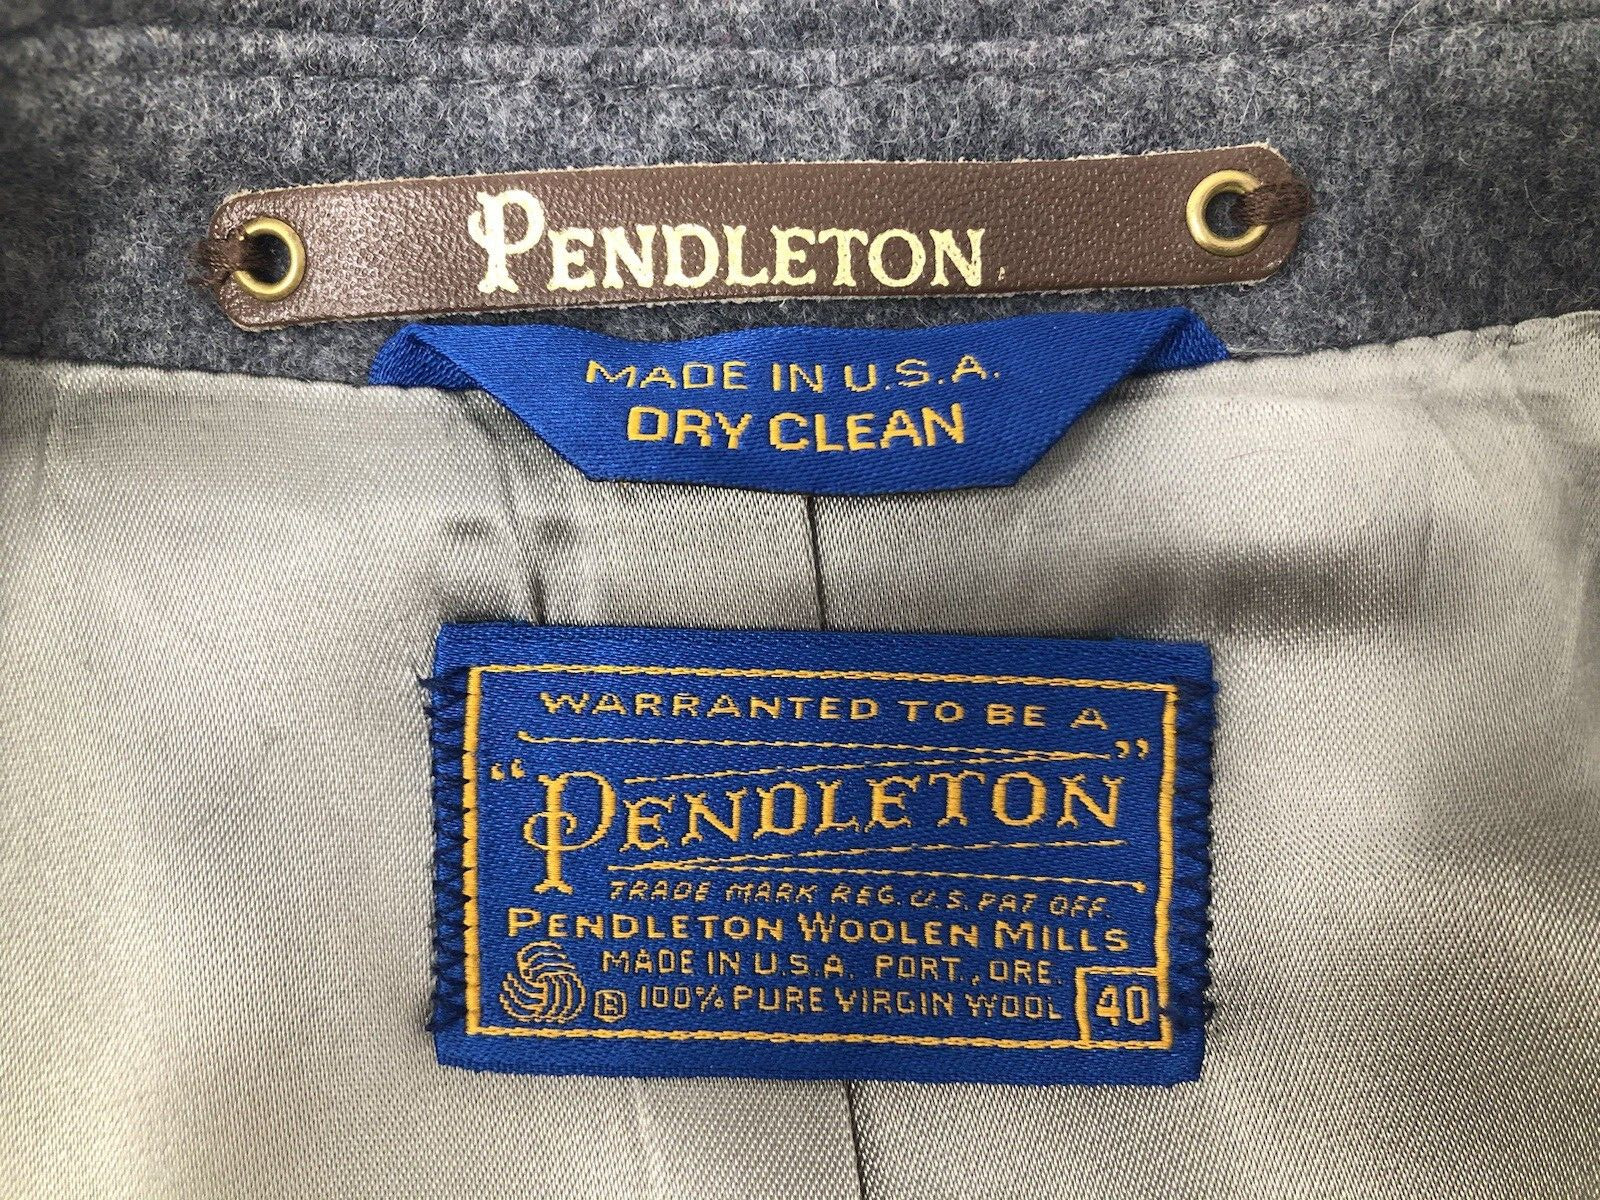 PENDLETON
MADE IN U.S.A.
DRY CLEAN
WARRANTED TO BE A
"PENDLETON"
TRADE MARK REG. U.S. PAT OFF.
PENDLETON WOOLEN MILLS
MADE IN U.S.A. PORT., ORE.
® 100% PURE VIRGIN WOOL 40